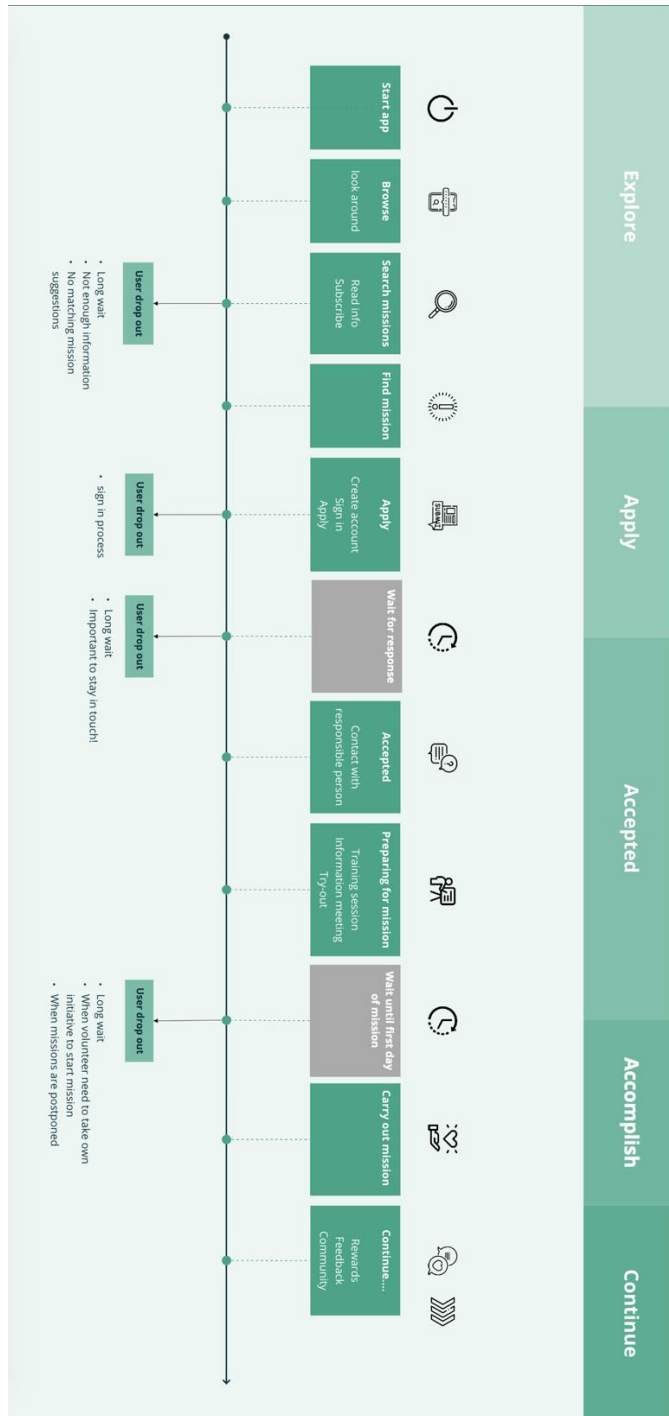 Explore
Apply
Accepted
Accomplish
Continue
SUBMIT
Start app
Browse
look around
Search missions
Read info
Subscribe
Find mission
Apply
Create account
Sign in
Apply
Wait for response
Accepted
Contact with
responsible person
Preparing for mission
Training session
Information meeting
Try-out
Wait until first day
of mission
Carry out mission
Continue....
Rewards
Feedback
Community
User drop out
• Long wait
• Not enough information
• No matching mission
suggestions
User drop out
• sign in process
User drop out
• Long wait
• Important to stay in touch!
User drop out
• Long wait
• When volunteer need to take own
initiative to start mission
• When missions are postponed